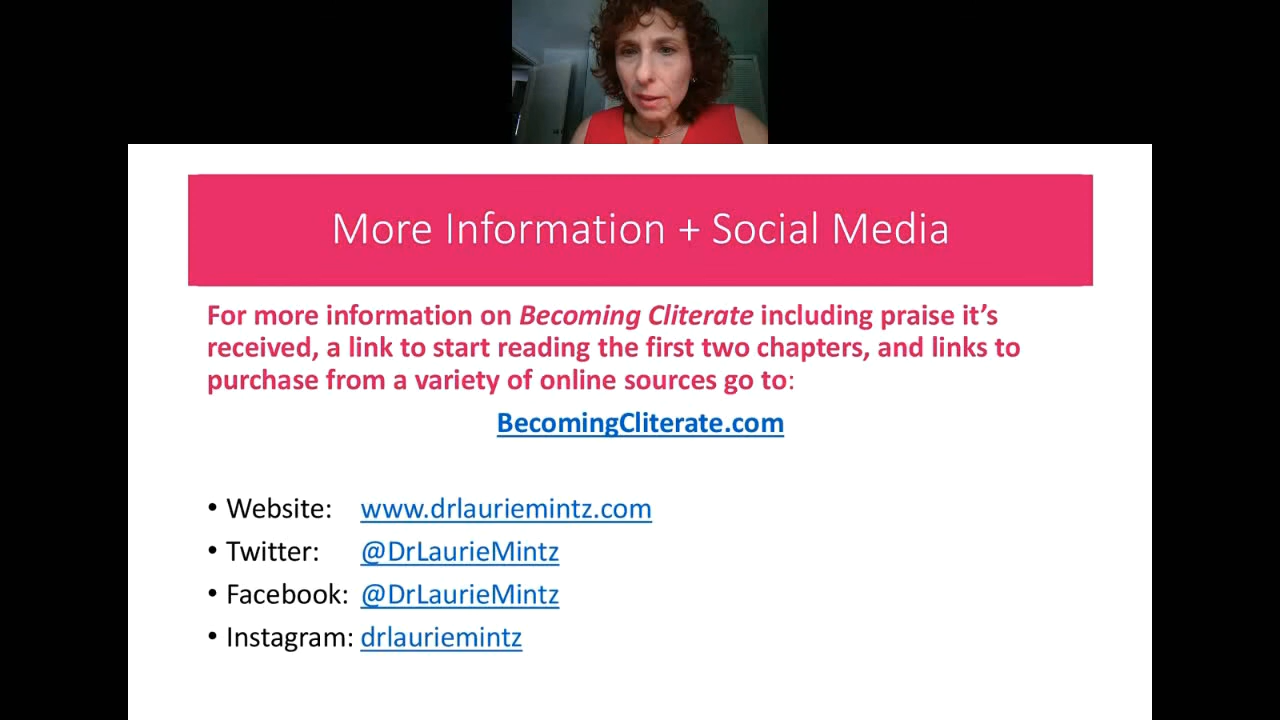 More Information + Social Media
For more information on Becoming Cliterate including praise it’s
received, a link to start reading the first two chapters, and links to
purchase from a variety of online sources go to:
BecomingCliterate.com
• Website: www.drlauriemintz.com
• Twitter: @DrLaurieMintz
• Facebook: @DrLaurieMintz
• Instagram: drlauriemintz